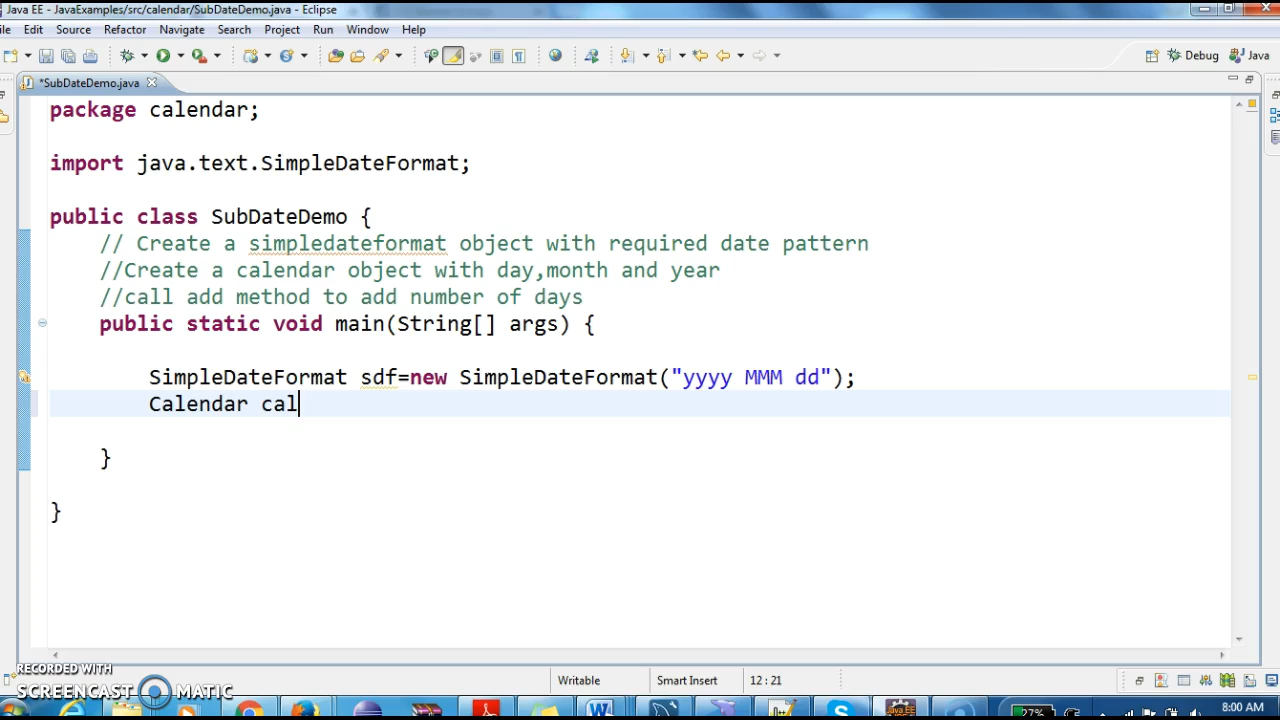 Java EE - JavaExamples/src/calendar/SubDateDemo.java - Eclipse
ile Edit Source Refactor Navigate Search Project Run Window Help
Debug Java
*SubDateDemo.java
package calendar;
import java.text.SimpleDateFormat;
public class SubDateDemo {
// Create a simpledateformat object with required date pattern
//Create a calendar object with day,month and year
//call add method to add number of days
public static void main(String[] args) {
SimpleDateFormat sdf=new SimpleDateFormat("yyyy MMM dd");
Calendar cal
}
}
RECORDED WITH
SCREENCAST MATIC
Writable Smart Insert 12 : 21
27% 8:00 AM